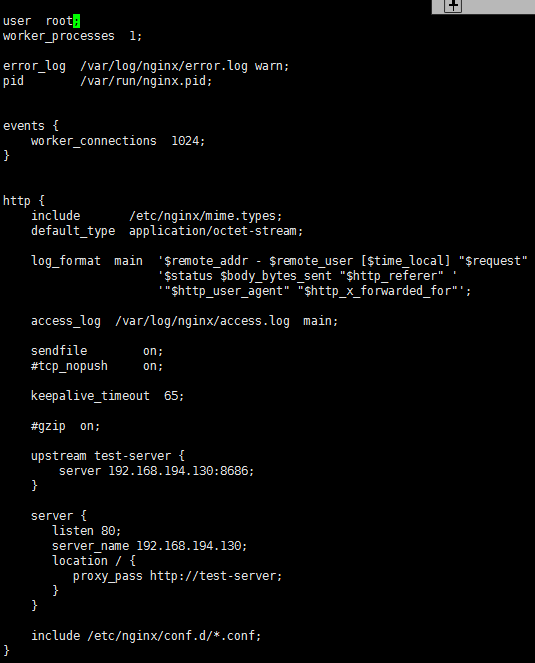 user  root;
worker_processes  1;

error_log  /var/log/nginx/error.log warn;
pid        /var/run/nginx.pid;


events {
    worker_connections  1024;
}


http {
    include       /etc/nginx/mime.types;
    default_type  application/octet-stream;

    log_format  main  '$remote_addr - $remote_user [$time_local] "$request"
                      '$status $body_bytes_sent "$http_referer" '
                      '"$http_user_agent" "$http_x_forwarded_for"';

    access_log  /var/log/nginx/access.log  main;

    sendfile        on;
    #tcp_nopush     on;

    keepalive_timeout  65;

    #gzip  on;

    upstream test-server {
        server 192.168.194.130:8686;
    }

    server {
       listen 80;
       server_name 192.168.194.130;
       location / {
          proxy_pass http://test-server;
       }
    }

    include /etc/nginx/conf.d/*.conf;
}